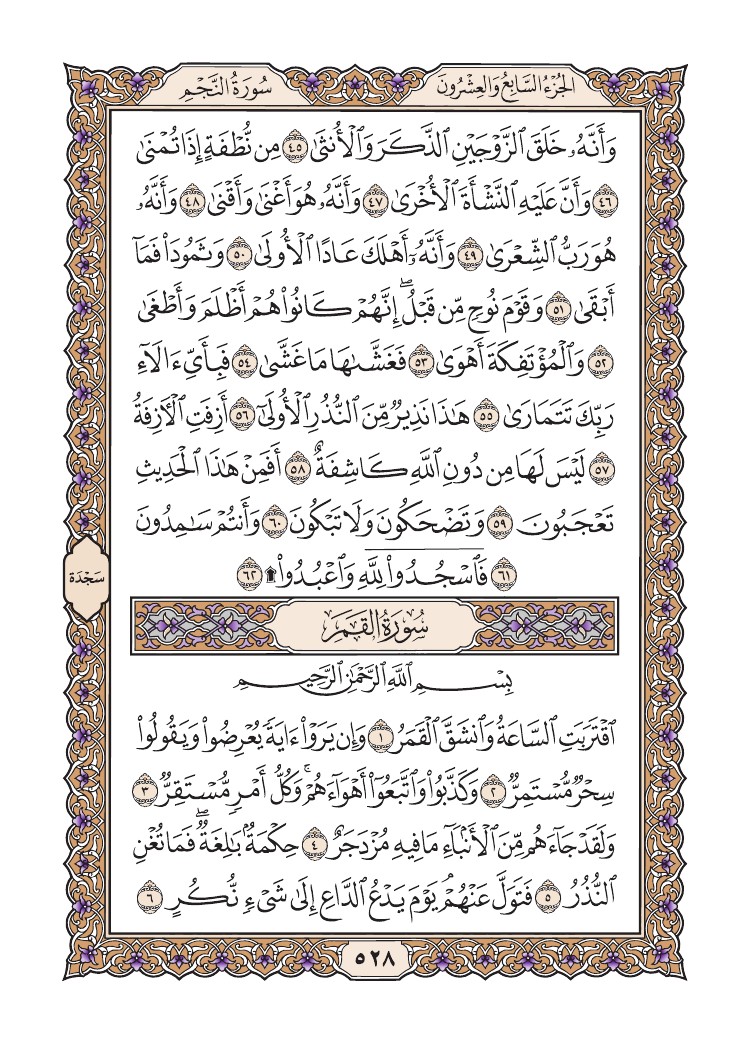 الجُزْءُ السَّابِعُ وَالعِشْرُونَ
سُورَةُ النَّجْمِ
وَأَنَّهُۥ خَلَقَ ٱلزَّوْجَيْنِ ٱلذَّكَرَ وَٱلْأُنثَىٰ ٤٥ مِن نُّطْفَةٍ إِذَا تُمْنَىٰ
٤٦ وَأَنَّ عَلَيْهِ ٱلنَّشْأَةَ ٱلْأُخْرَىٰ ٤٧ وَأَنَّهُۥ هُوَ أَغْنَىٰ وَأَقْنَىٰ ٤٨ وَأَنَّهُۥ
هُوَ رَبُّ ٱلشِّعْرَىٰ ٤٩ وَأَنَّهُۥٓ أَهْلَكَ عَادًا ٱلْأُولَىٰ ٥٠ وَثَمُودَا۟ فَمَآ
أَبْقَىٰ ٥١ وَقَوْمَ نُوحٍ مِّن قَبْلُ ۖ إِنَّهُمْ كَانُوا۟ هُمْ أَظْلَمَ وَأَطْغَىٰ
٥٢ وَٱلْمُؤْتَفِكَةَ أَهْوَىٰ ٥٣ فَغَشَّىٰهَا مَا غَشَّىٰ ٥٤ فَبِأَىِّ ءَالَآءِ
رَبِّكَ تَتَمَارَىٰ ٥٥ هَٰذَا نَذِيرٌ مِّنَ ٱلنُّذُرِ ٱلْأُولَىٰٓ ٥٦ أَزِفَتِ ٱلْءَازِفَةُ
٥٧ لَيْسَ لَهَا مِن دُونِ ٱللَّهِ كَاشِفَةٌ ٥٨ أَفَمِنْ هَٰذَا ٱلْحَدِيثِ
تَعْجَبُونَ ٥٩ وَتَضْحَكُونَ وَلَا تَبْكُونَ ٦٠ وَأَنتُمْ سَٰمِدُونَ
٦١ فَٱسْجُدُوا۟ لِلَّهِ وَٱعْبُدُوا۟ ۩ ٦٢
سَجْدَة
سُورَةُ القَمَرِ
بِسْمِ ٱللَّهِ ٱلرَّحْمَٰنِ ٱلرَّحِيمِ
ٱقْتَرَبَتِ ٱلسَّاعَةُ وَٱنشَقَّ ٱلْقَمَرُ ١ وَإِن يَرَوْا۟ ءَايَةً يُعْرِضُوا۟ وَيَقُولُوا۟
سِحْرٌ مُّسْتَمِرٌّ ٢ وَكَذَّبُوا۟ وَٱتَّبَعُوٓا۟ أَهْوَآءَهُمْ ۚ وَكُلُّ أَمْرٍ مُّسْتَقِرٌّ ٣
وَلَقَدْ جَآءَهُم مِّنَ ٱلْأَنۢبَآءِ مَا فِيهِ مُزْدَجَرٌ ٤ حِكْمَةٌۢ بَٰلِغَةٌ ۖ فَمَا تُغْنِ
ٱلنُّذُرُ ٥ فَتَوَلَّ عَنْهُمْ ۘ يَوْمَ يَدْعُ ٱلدَّاعِ إِلَىٰ شَىْءٍ نُّكُرٍ ٦
٥٢٨